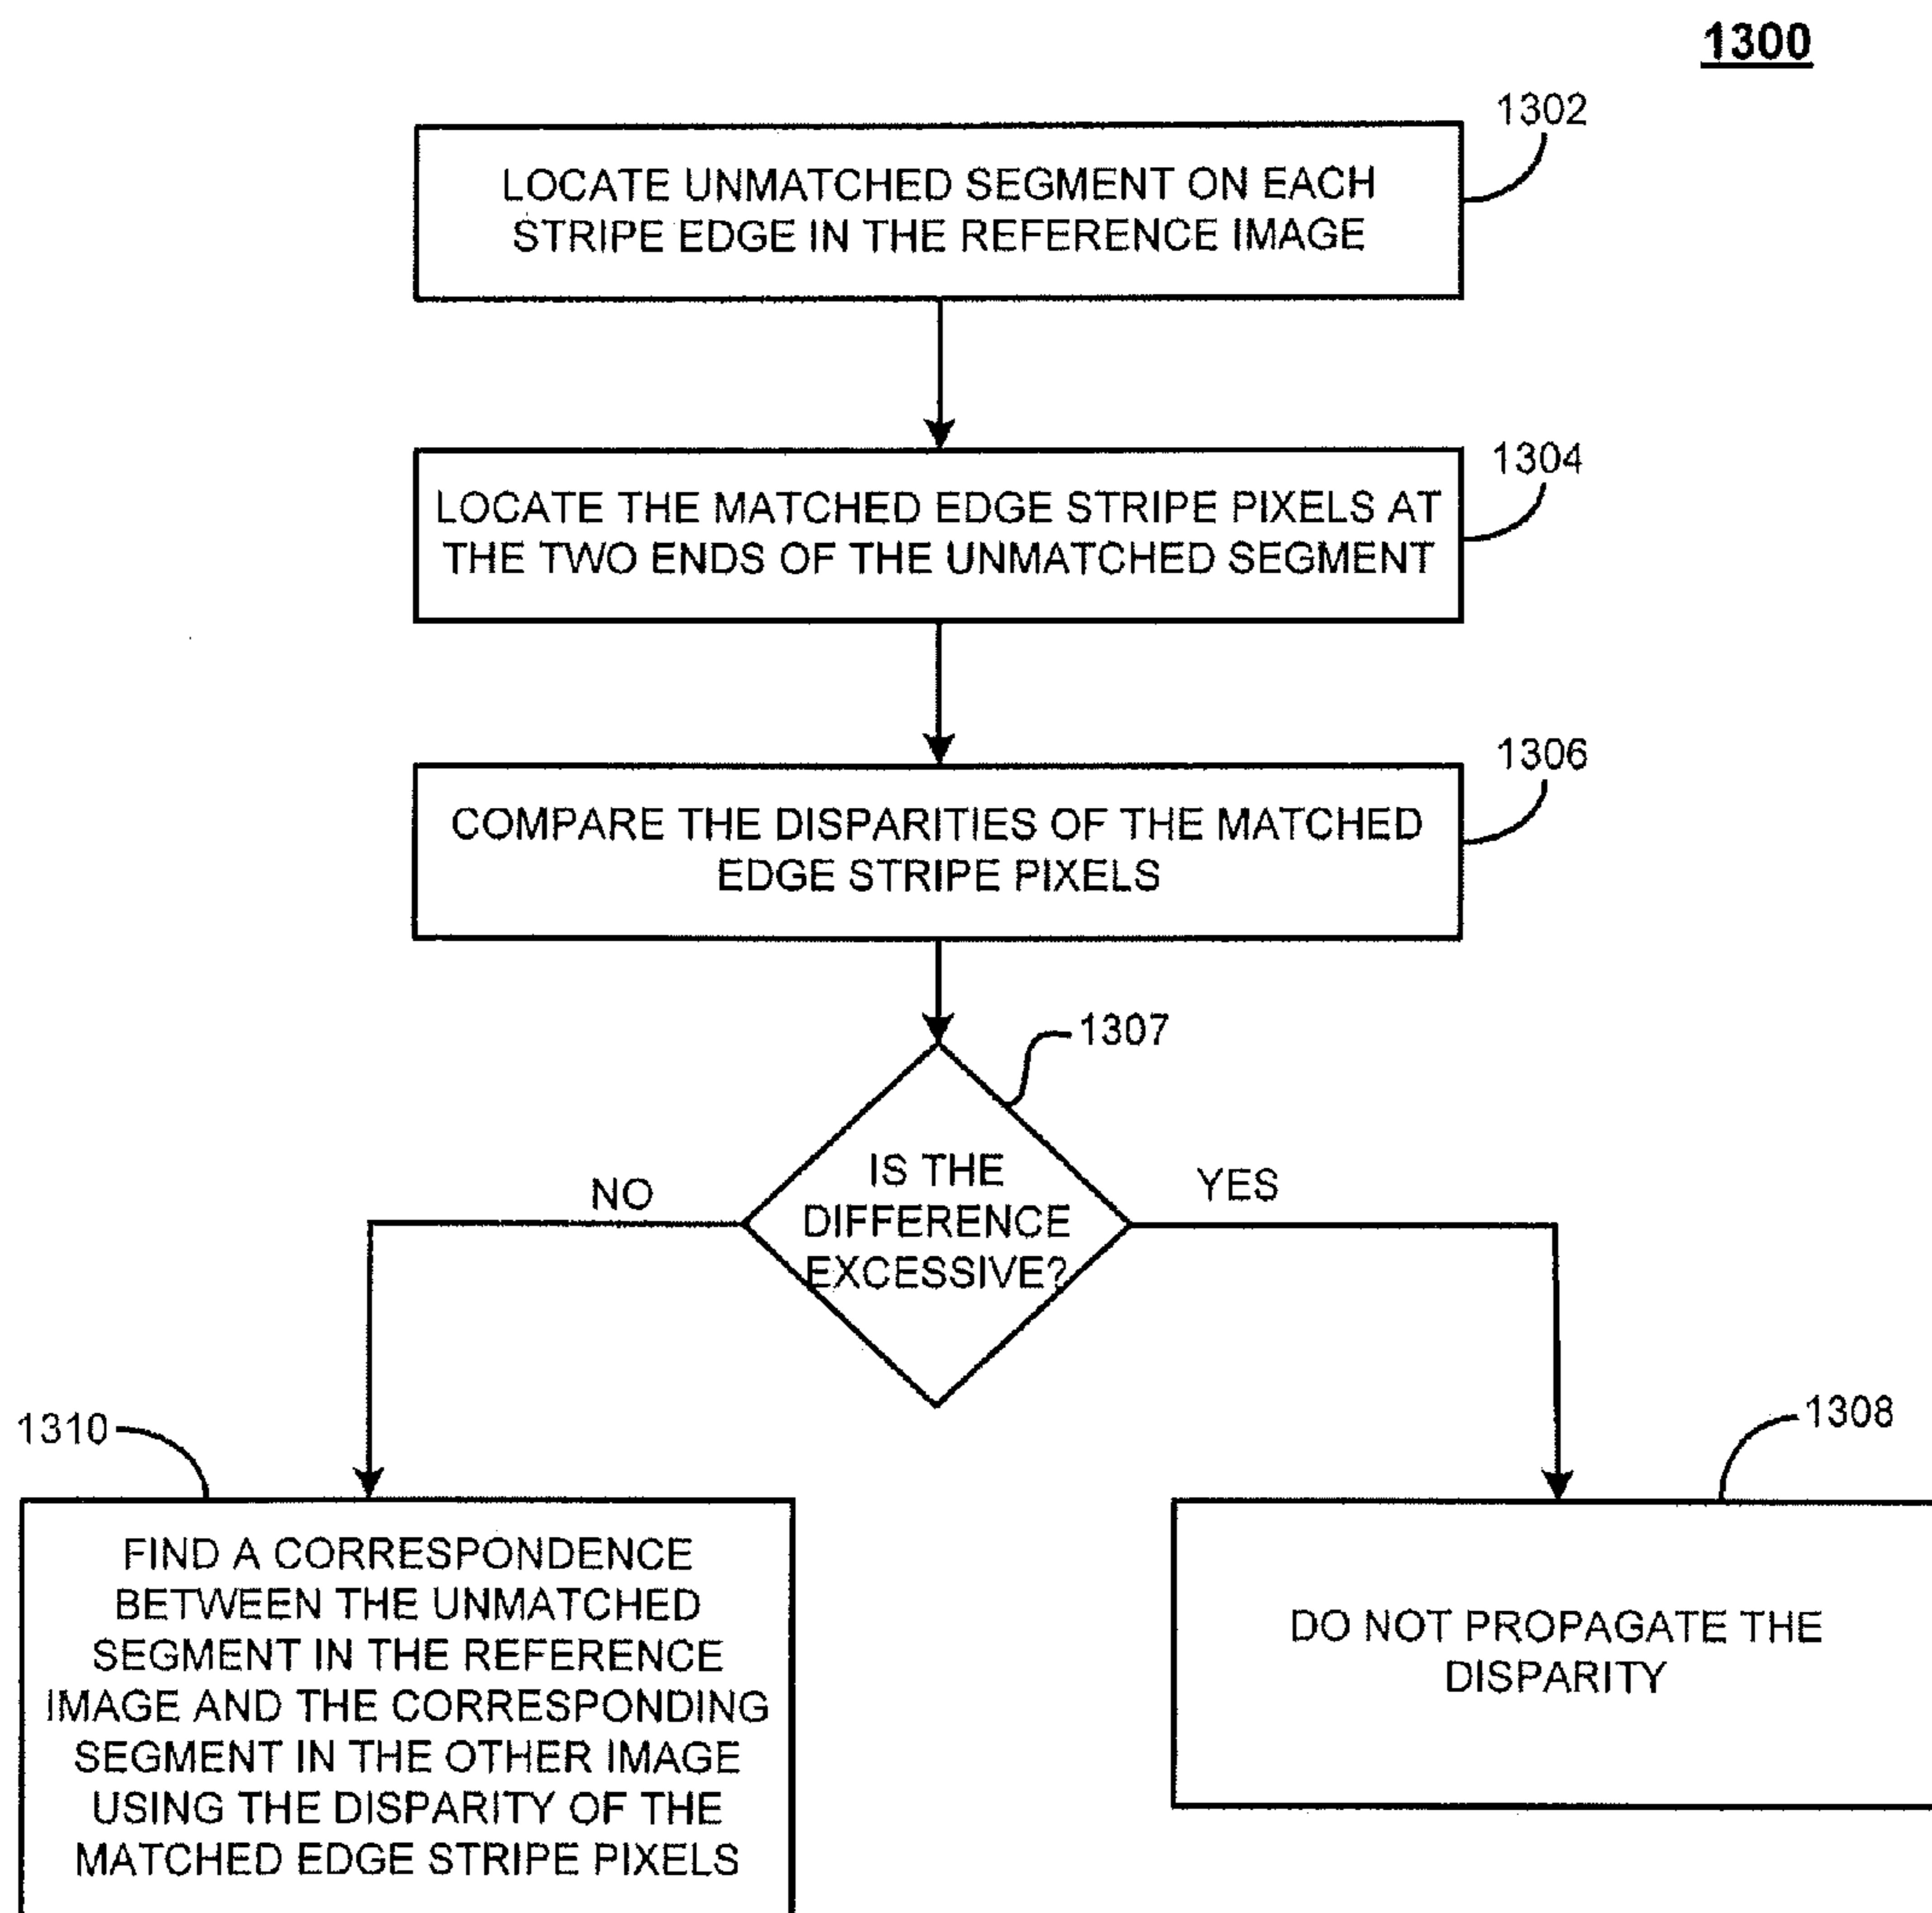 1300
1302
LOCATE UNMATCHED SEGMENT ON EACH
STRIPE EDGE IN THE REFERENCE IMAGE
1304
LOCATE THE MATCHED EDGE STRIPE PIXELS AT
THE TWO ENDS OF THE UNMATCHED SEGMENT
1306
COMPARE THE DISPARITIES OF THE MATCHED
EDGE STRIPE PIXELS
1307
IS THE
DIFFERENCE
EXCESSIVE?
NO
YES
1310
FIND A CORRESPONDENCE
BETWEEN THE UNMATCHED
SEGMENT IN THE REFERENCE
IMAGE AND THE CORRESPONDING
SEGMENT IN THE OTHER IMAGE
USING THE DISPARITY OF THE
MATCHED EDGE STRIPE PIXELS
1308
DO NOT PROPAGATE THE
DISPARITY